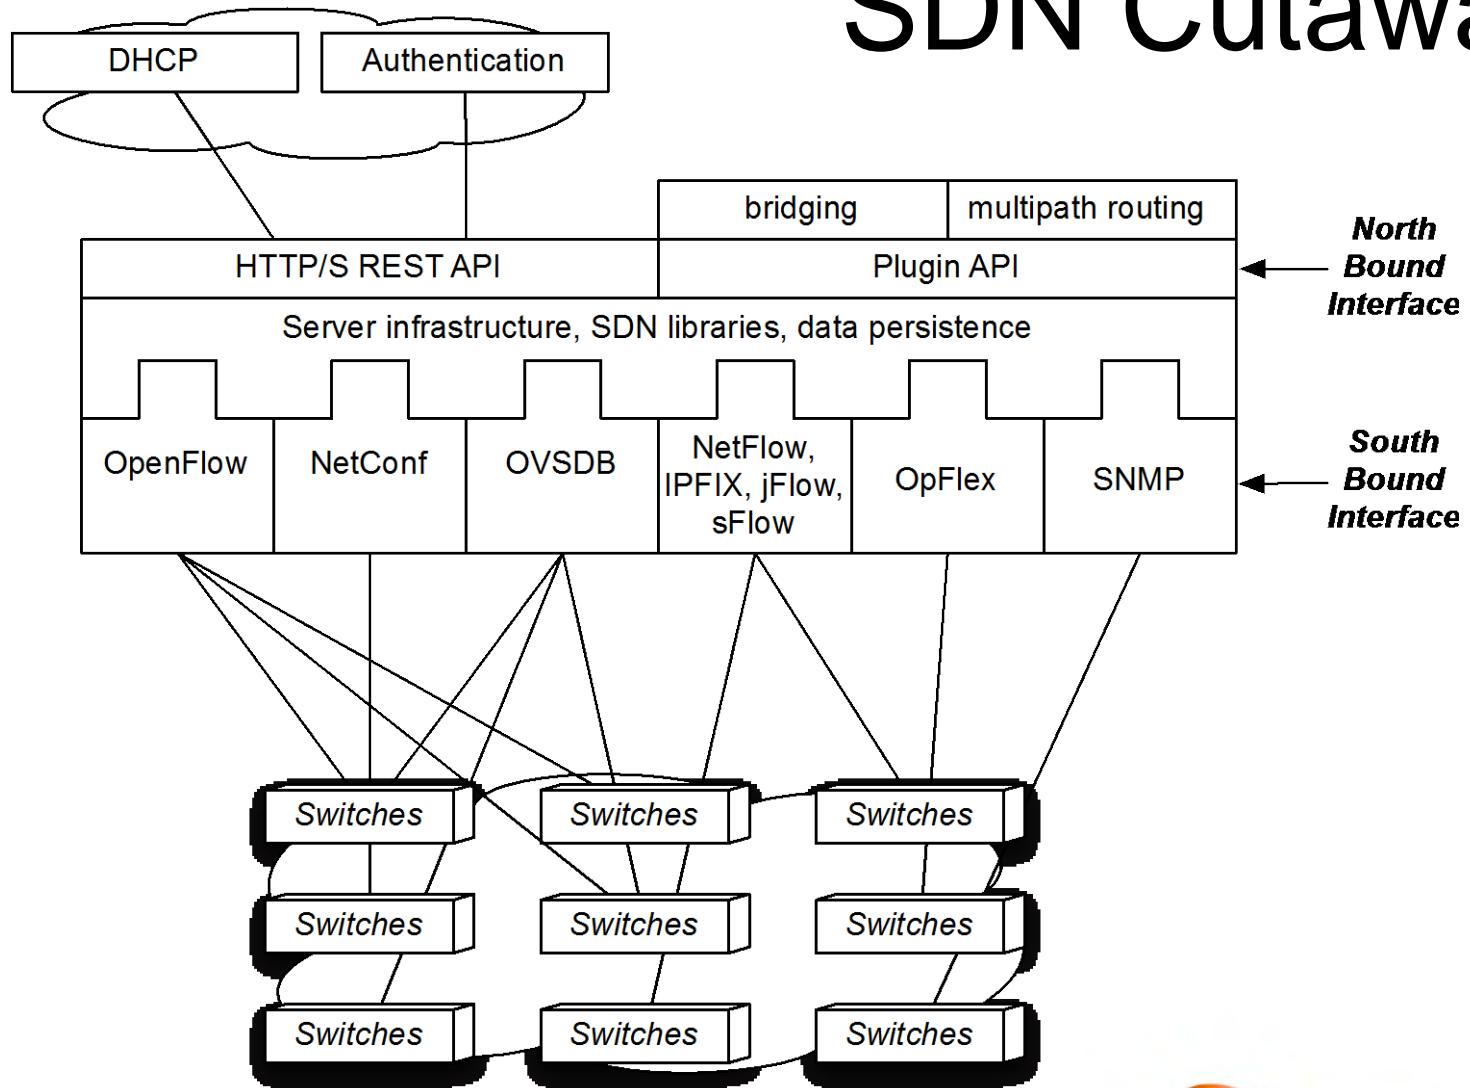 SDN Cutawa
DHCP
Authentication
bridging
multipath routing
HTTP/S REST API
Plugin API
North
Bound
Interface
Server infrastructure, SDN libraries, data persistence
OpenFlow
NetConf
OVSDB
NetFlow,
IPFIX, jFlow,
sFlow
OpFlex
SNMP
South
Bound
Interface
Switches
Switches
Switches
Switches
Switches
Switches
Switches
Switches
Switches